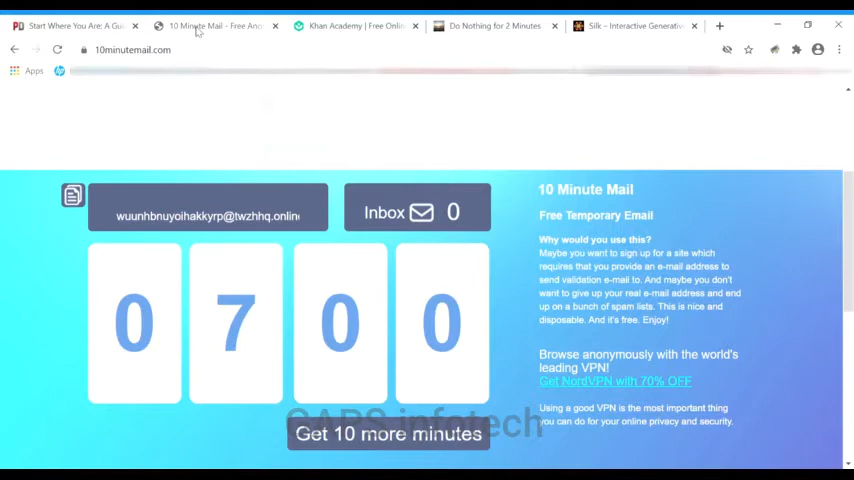 Start Where You Are: A Gui
10 Minute Mail - Free Anor
Khan Academy | Free Onlin
Do Nothing for 2 Minutes
Silk – Interactive Generativ
10minutemail.com
Apps
wuunhbnuyoihakkyrp@twzhhq.online
Inbox 0
0 7 0 0
Get 10 more minutes
CAPS infotech
10 Minute Mail
Free Temporary Email
Why would you use this?
Maybe you want to sign up for a site which
requires that you provide an e-mail address to
send validation e-mail to. And maybe you don't
want to give up your real e-mail address and end
up on a bunch of spam lists. This is nice and
disposable. And it's free. Enjoy!
Browse anonymously with the world's
leading VPN!
Get NordVPN with 70% OFF
Using a good VPN is the most important thing
you can do for your online privacy and security.